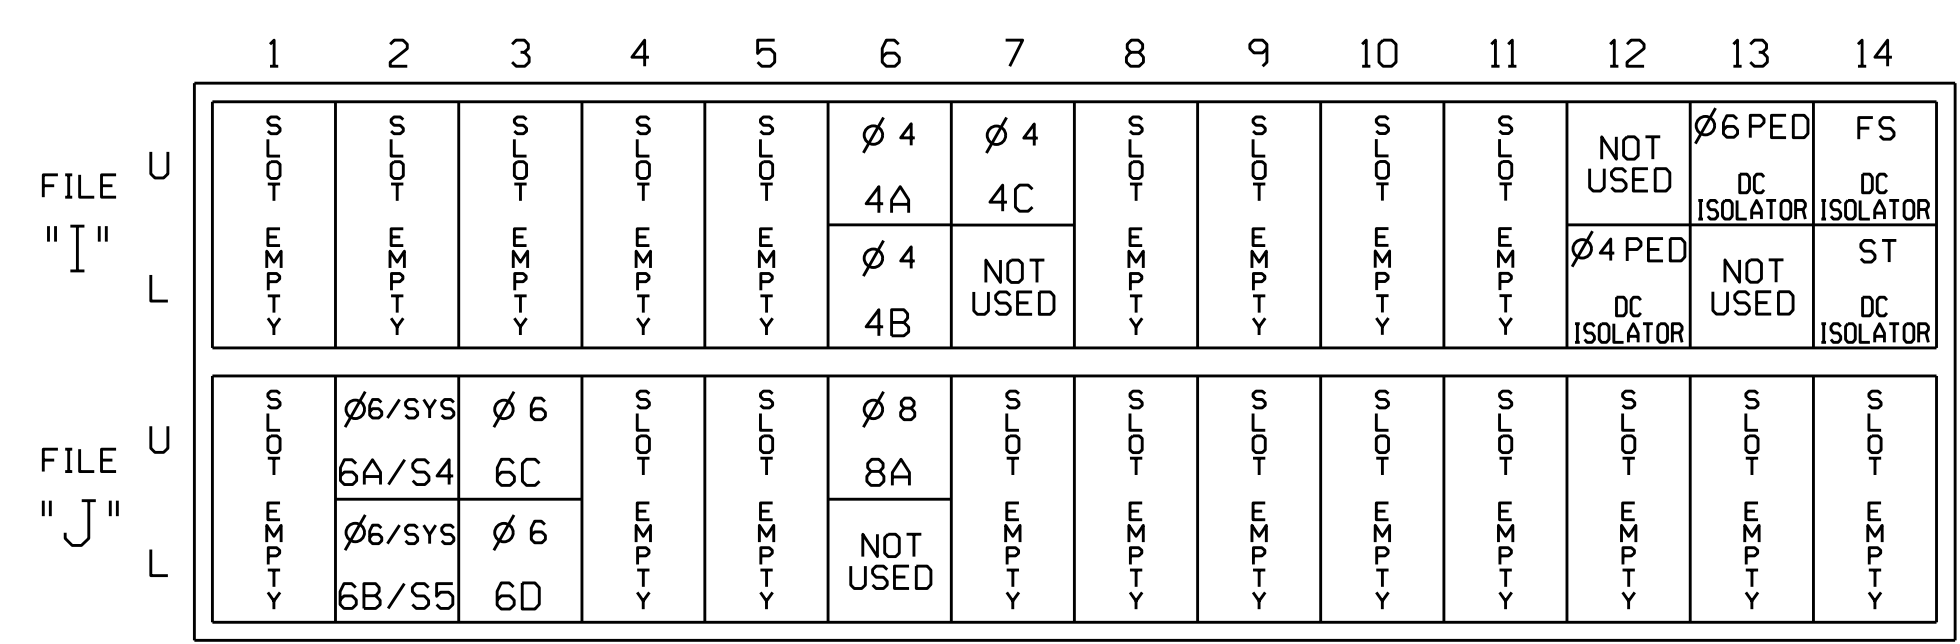 1 2 3 4 5 6 7 8 9 10 11 12 13 14
FILE "I"
U
SLOT EMPTY
SLOT EMPTY
SLOT EMPTY
SLOT EMPTY
SLOT EMPTY
Ø 4
4A
Ø 4
4C
SLOT EMPTY
SLOT EMPTY
SLOT EMPTY
SLOT EMPTY
NOT
USED
Ø6 PED
DC
ISOLATOR
FS
DC
ISOLATOR
L
Ø 4
4B
NOT
USED
Ø4 PED
DC
ISOLATOR
NOT
USED
ST
DC
ISOLATOR
FILE "J"
U
SLOT EMPTY
Ø6/SYS
6A/S4
Ø 6
6C
SLOT EMPTY
SLOT EMPTY
Ø 8
8A
SLOT EMPTY
SLOT EMPTY
SLOT EMPTY
SLOT EMPTY
SLOT EMPTY
SLOT EMPTY
SLOT EMPTY
SLOT EMPTY
L
Ø6/SYS
6B/S5
Ø 6
6D
NOT
USED